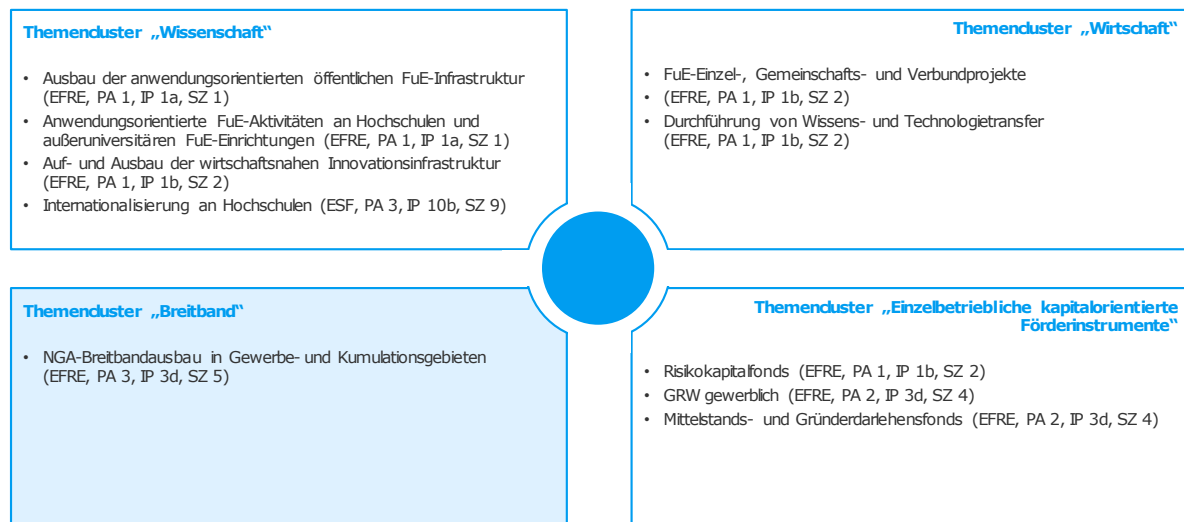 Themencluster „Wissenschaft“
• Ausbau der anwendungsorientierten öffentlichen FuE-Infrastruktur
(EFRE, PA 1, IP 1a, SZ 1)
• Anwendungsorientierte FuE-Aktivitäten an Hochschulen und
außeruniversitären FuE-Einrichtungen (EFRE, PA 1, IP 1a, SZ 1)
• Auf- und Ausbau der wirtschaftsnahen Innovationsinfrastruktur
(EFRE, PA 1, IP 1b, SZ 2)
• Internationalisierung an Hochschulen (ESF, PA 3, IP 10b, SZ 9)
Themencluster „Wirtschaft“
• FuE-Einzel-, Gemeinschafts- und Verbundprojekte
• (EFRE, PA 1, IP 1b, SZ 2)
• Durchführung von Wissens- und Technologietransfer
(EFRE, PA 1, IP 1b, SZ 2)
Themencluster „Breitband“
• NGA-Breitbandausbau in Gewerbe- und Kumulationsgebieten
(EFRE, PA 3, IP 3d, SZ 5)
Themencluster „Einzelbetriebliche kapitalorientierte
Förderinstrumente“
• Risikokapitalfonds (EFRE, PA 1, IP 1b, SZ 2)
• GRW gewerblich (EFRE, PA 2, IP 3d, SZ 4)
• Mittelstands- und Gründerdarlehensfonds (EFRE, PA 2, IP 3d, SZ 4)